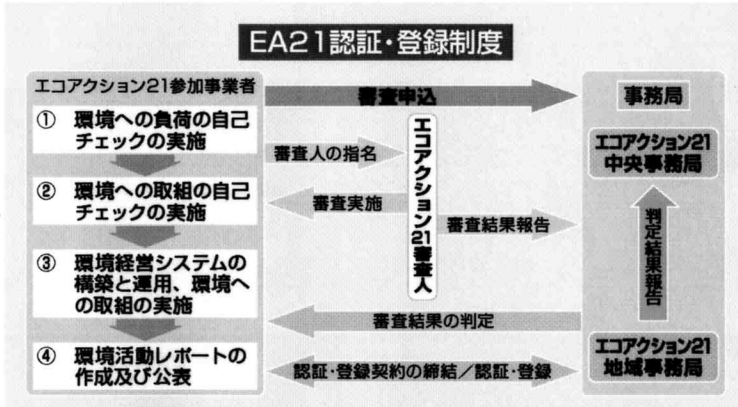 EA21認証・登録制度
エコアクション21参加事業者
① 環境への負荷の自己
チェックの実施
② 環境への取組の自己
チェックの実施
③ 環境経営システムの
構築と運用、環境へ
の取組の実施
④ 環境活動レポートの
作成及び公表
審査申込
審査人の指名
審査実施
エコアクション21審査人
審査結果報告
審査結果の判定
認証・登録契約の締結／認証・登録
事務局
エコアクション21
中央事務局
判定結果報告
エコアクション21
地域事務局